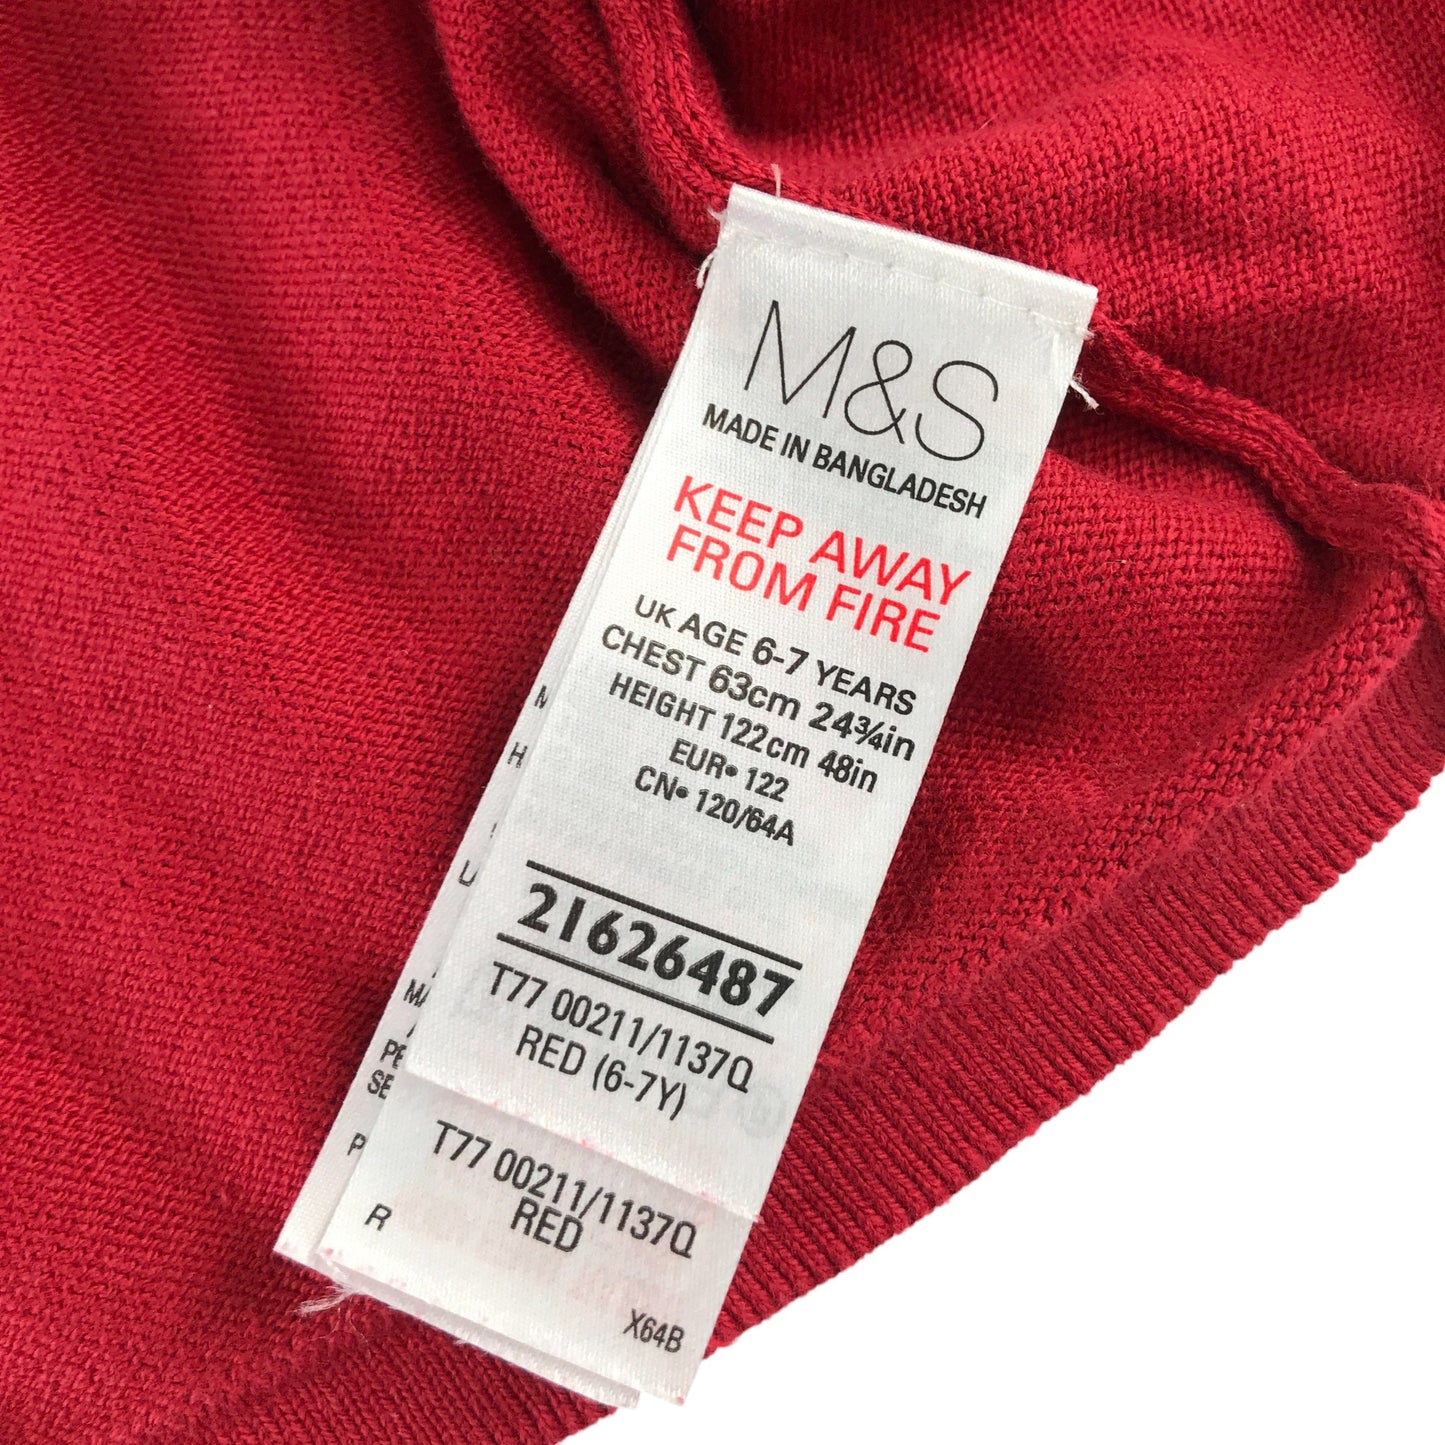 M&S
MADE IN BANGLADESH
KEEP AWAY
FROM FIRE
UK AGE 6-7 YEARS
CHEST 63cm 24¾in
HEIGHT 122cm 48in
EUR• 122
CN• 120/64A
21626487
T77 00211/1137Q
RED (6-7Y)
T77 00211/1137Q
RED
R
X64B